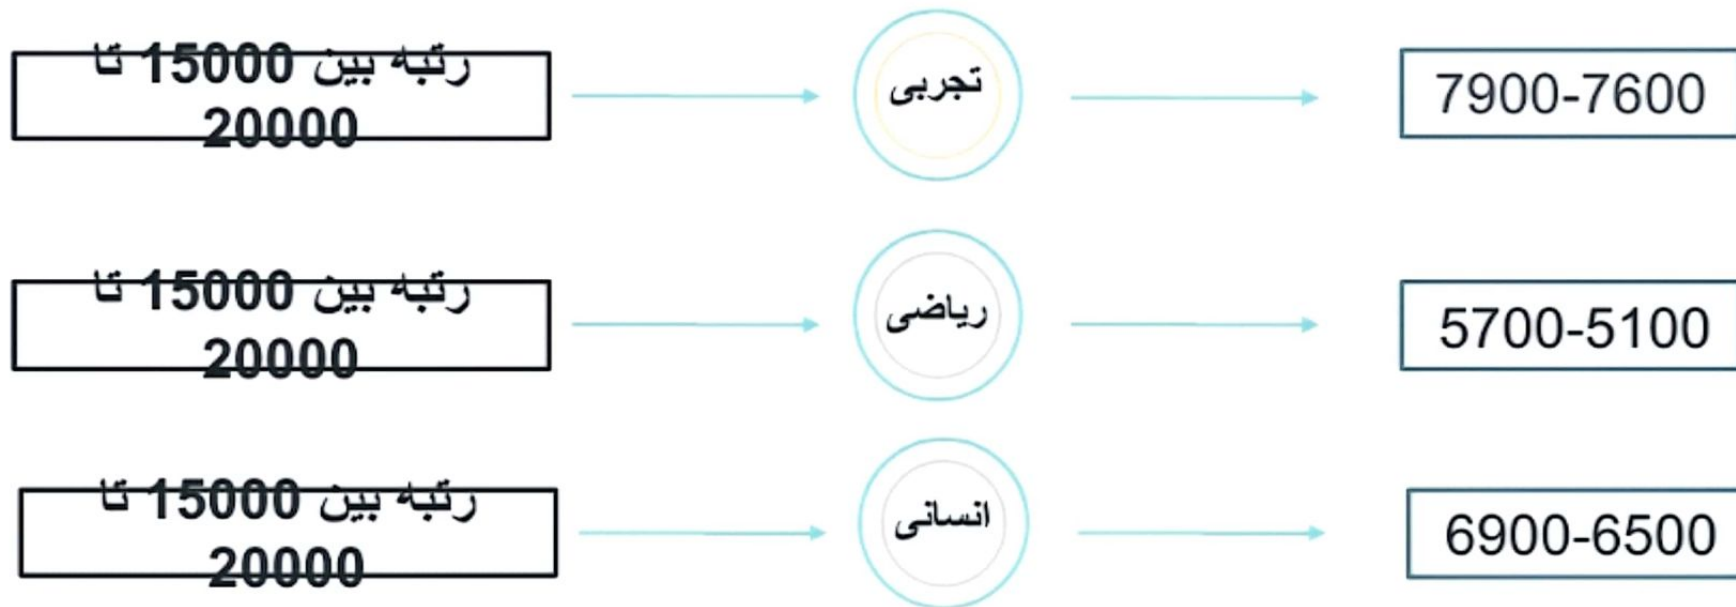 رتبه بین 15000 تا
20000
تجربی
7900-7600
رتبه بین 15000 تا
20000
ریاضی
5700-5100
رتبه بین 15000 تا
20000
انسانی
6900-6500